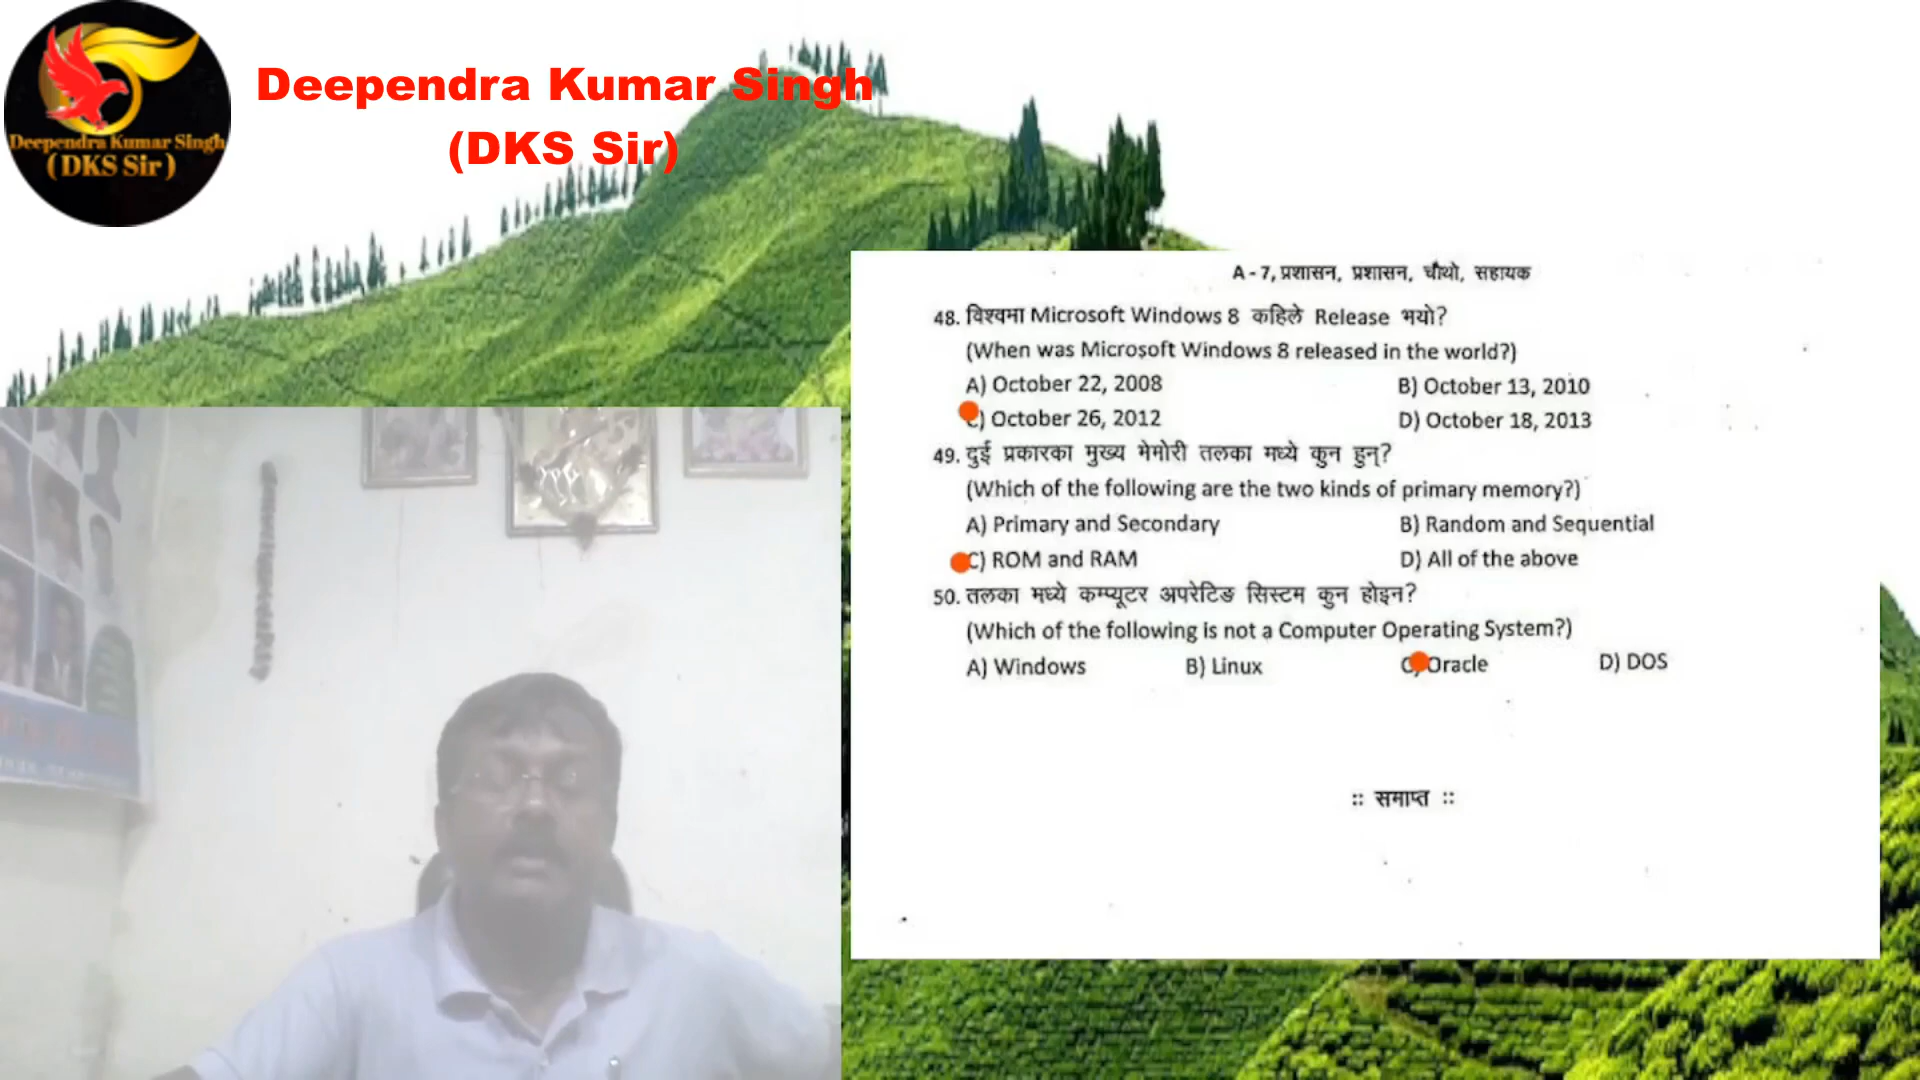 Deependra Kumar Singh
(DKS Sir)
Deependra Kumar Singh
(DKS Sir)
A - 7, प्रशासन, प्रशासन, चौथो, सहायक
48. विश्वमा Microsoft Windows 8 कहिले Release भयो?
(When was Microsoft Windows 8 released in the world?)
A) October 22, 2008 B) October 13, 2010
C) October 26, 2012 D) October 18, 2013
49. दुई प्रकारका मुख्य मेमोरी तलका मध्ये कुन हुन्?
(Which of the following are the two kinds of primary memory?)
A) Primary and Secondary B) Random and Sequential
C) ROM and RAM D) All of the above
50. तलका मध्ये कम्प्यूटर अपरेटिङ सिस्टम कुन होइन?
(Which of the following is not a Computer Operating System?)
A) Windows B) Linux C) Oracle D) DOS
:: समाप्त ::